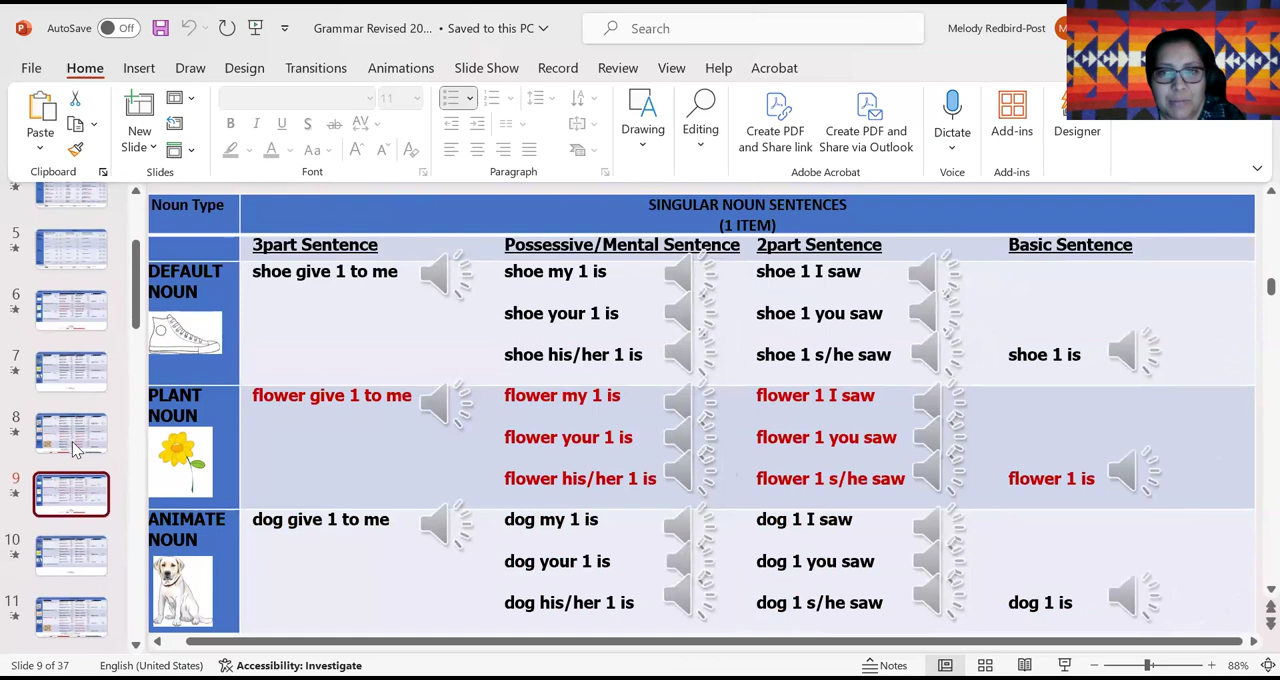 AutoSave Off Grammar Revised 20... • Saved to this PC Search Melody Redbird-Post
File Home Insert Draw Design Transitions Animations Slide Show Record Review View Help Acrobat
11
Paste New Slide Drawing Editing Create PDF and Share link Create PDF and Share via Outlook Dictate Add-ins Designer
B I U S ab AV
A Aa A A A
Clipboard Slides Font Paragraph Adobe Acrobat Voice Add-ins
Noun Type SINGULAR NOUN SENTENCES
(1 ITEM)
3part Sentence Possessive/Mental Sentence 2part Sentence Basic Sentence
DEFAULT NOUN
shoe give 1 to me shoe my 1 is shoe 1 I saw
shoe your 1 is shoe 1 you saw
shoe his/her 1 is shoe 1 s/he saw shoe 1 is
PLANT NOUN
flower give 1 to me flower my 1 is flower 1 I saw
flower your 1 is flower 1 you saw
flower his/her 1 is flower 1 s/he saw flower 1 is
ANIMATE NOUN
dog give 1 to me dog my 1 is dog 1 I saw
dog your 1 is dog 1 you saw
dog his/her 1 is dog 1 s/he saw dog 1 is
5
6
7
8
9
10
11
Slide 9 of 37 English (United States) Accessibility: Investigate Notes 88%